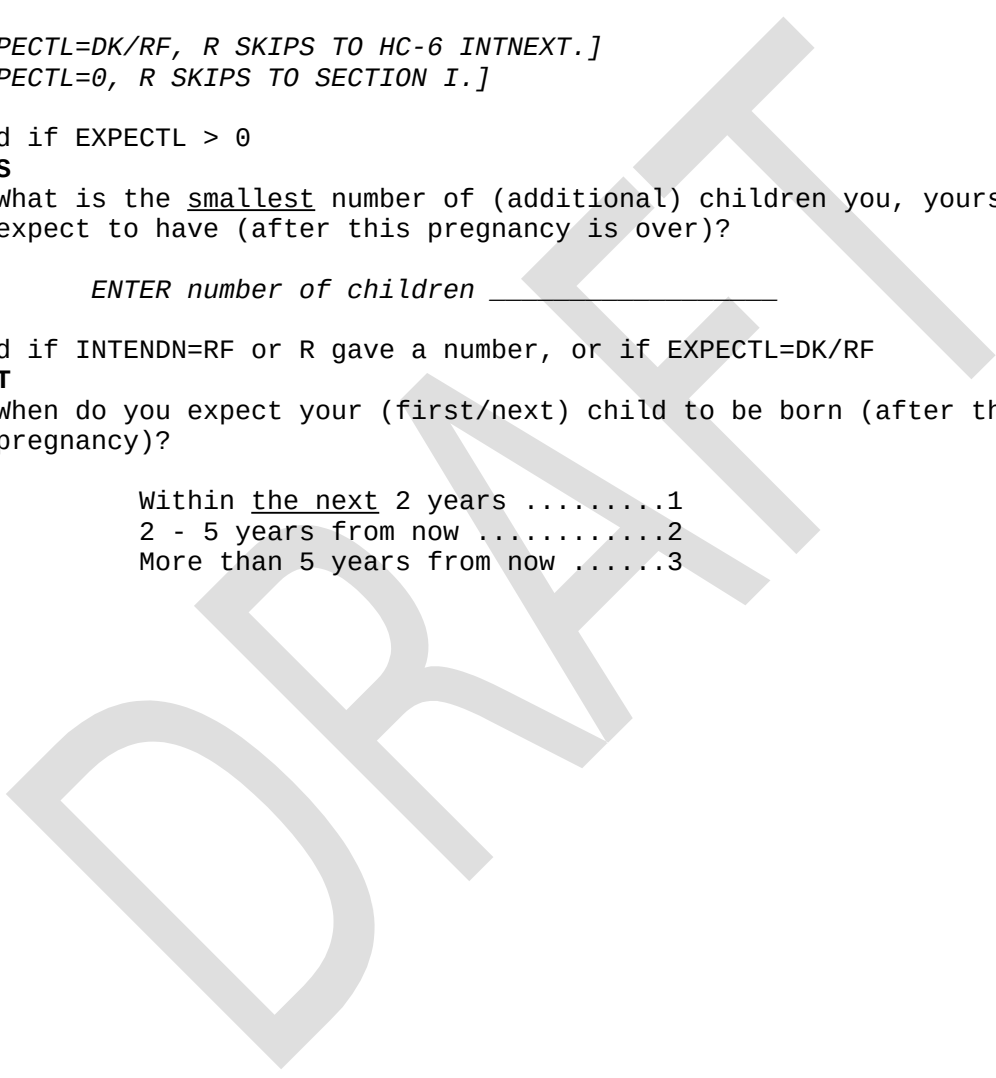 PECTL=DK/RF, R SKIPS TO HC-6 INTNEXT.]
PECTL=0, R SKIPS TO SECTION I.]
d if EXPECTL > 0
S
What is the smallest number of (additional) children you, yours
expect to have (after this pregnancy is over)?
ENTER number of children __________________
d if INTENDN=RF or R gave a number, or if EXPECTL=DK/RF
T
When do you expect your (first/next) child to be born (after th
pregnancy)?
Within the next 2 years .........1
2 - 5 years from now ............2
More than 5 years from now ......3
DRAFT